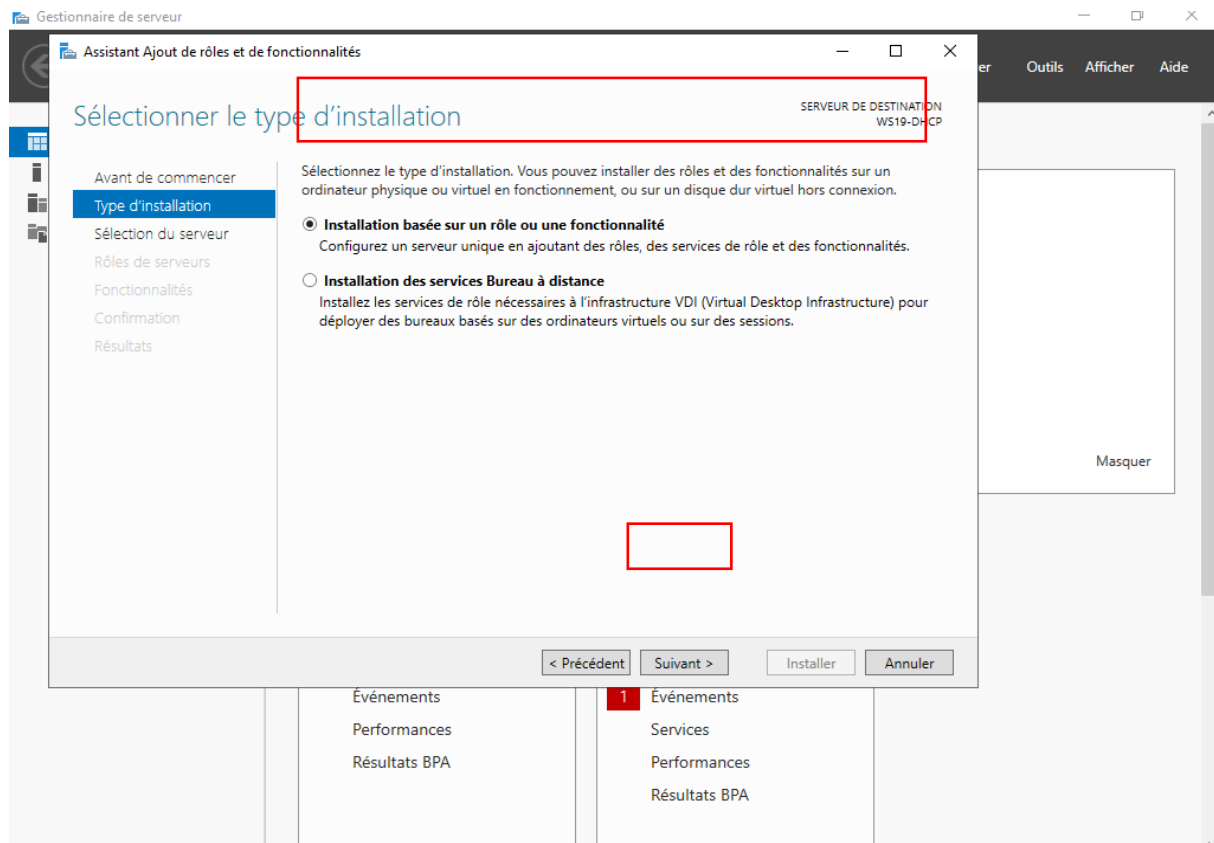 Gestionnaire de serveur
Assistant Ajout de rôles et de fonctionnalités
er Outils Afficher Aide
Sélectionner le type d’installation
SERVEUR DE DESTINATION
WS19-DHCP
Avant de commencer
Type d’installation
Sélection du serveur
Rôles de serveurs
Fonctionnalités
Confirmation
Résultats
Sélectionnez le type d’installation. Vous pouvez installer des rôles et des fonctionnalités sur un
ordinateur physique ou virtuel en fonctionnement, ou sur un disque dur virtuel hors connexion.
Installation basée sur un rôle ou une fonctionnalité
Configurez un serveur unique en ajoutant des rôles, des services de rôle et des fonctionnalités.
Installation des services Bureau à distance
Installez les services de rôle nécessaires à l’infrastructure VDI (Virtual Desktop Infrastructure) pour
déployer des bureaux basés sur des ordinateurs virtuels ou sur des sessions.
Masquer
< Précédent Suivant > Installer Annuler
Événements
Performances
Résultats BPA
1 Événements
Services
Performances
Résultats BPA